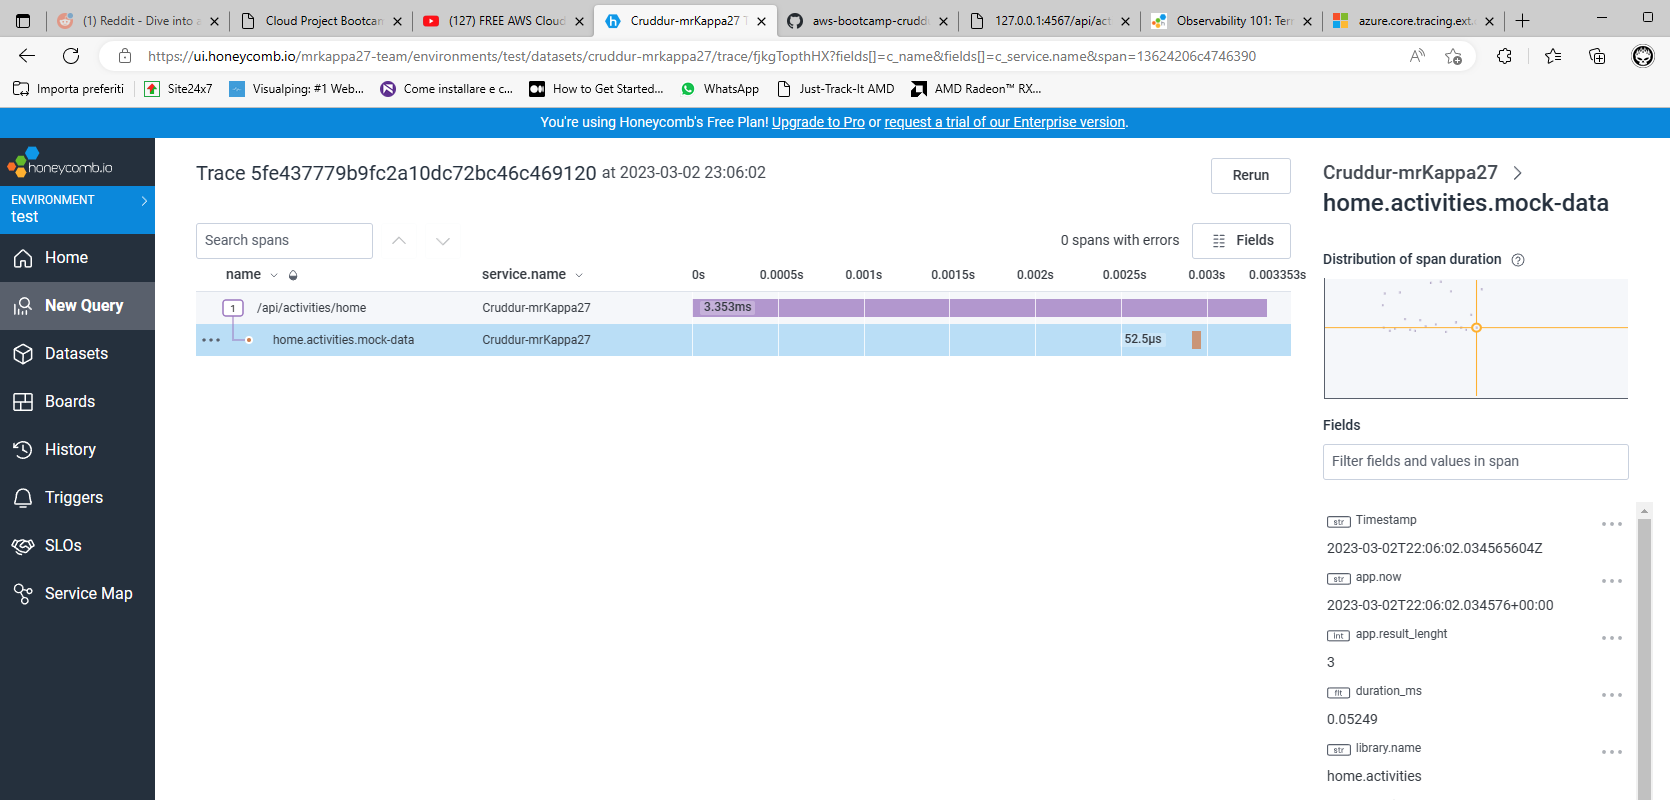 (1) Reddit - Dive into a
Cloud Project Bootcam
(127) FREE AWS Cloud
Cruddur-mrKappa27 T
aws-bootcamp-cruddu
127.0.0.1:4567/api/act
Observability 101: Terr
azure.core.tracing.ext.
https://ui.honeycomb.io/mrkappa27-team/environments/test/datasets/cruddur-mrkappa27/trace/fjkgTopthHX?fields[]=c_name&fields[]=c_service.name&span=13624206c4746390
Importa preferiti
Site24x7
Visualping: #1 Web...
Come installare e c...
How to Get Started...
WhatsApp
Just-Track-It AMD
AMD Radeon™ RX...
You're using Honeycomb's Free Plan! Upgrade to Pro or request a trial of our Enterprise version.
honeycomb.io
ENVIRONMENT
test
Home
New Query
Datasets
Boards
History
Triggers
SLOs
Service Map
Trace 5fe437779b9fc2a10dc72bc46c469120 at 2023-03-02 23:06:02
Rerun
Search spans
0 spans with errors
Fields
name
service.name
0s 0.0005s 0.001s 0.0015s 0.002s 0.0025s 0.003s 0.003353s
1 /api/activities/home Cruddur-mrKappa27 3.353ms
home.activities.mock-data Cruddur-mrKappa27 52.5μs
Cruddur-mrKappa27
home.activities.mock-data
Distribution of span duration
Fields
Filter fields and values in span
str Timestamp
2023-03-02T22:06:02.034565604Z
str app.now
2023-03-02T22:06:02.034576+00:00
int app.result_lenght
3
flt duration_ms
0.05249
str library.name
home.activities